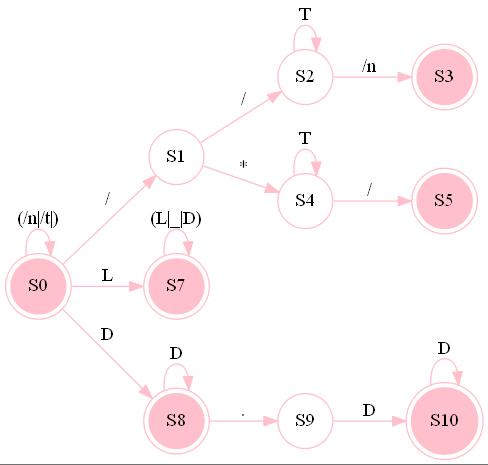 T
S2
/n
S3
/
S1
*
T
S4
/
S5
(/n|/t|)
S0
/
L
(L|_|D)
S7
D
D
S8
.
S9
D
D
S10